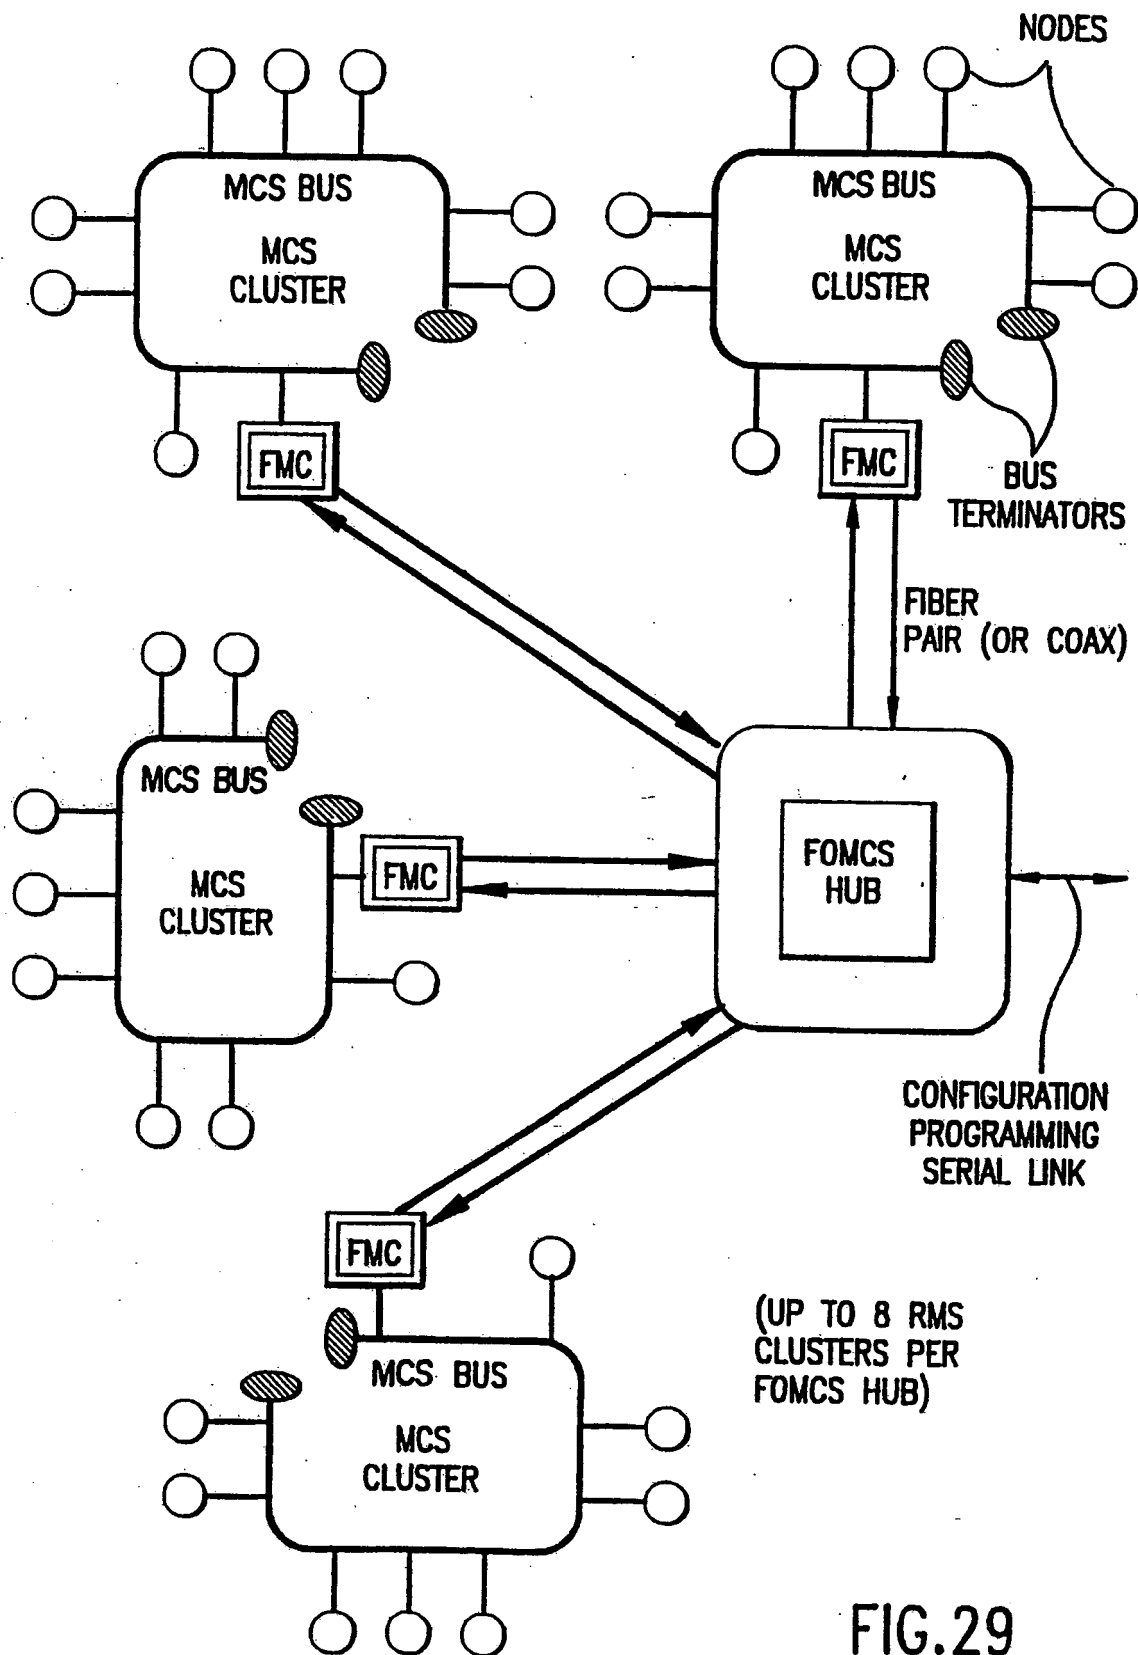 NODES
MCS BUS
MCS
CLUSTER
FMC
MCS BUS
MCS
CLUSTER
FMC
BUS
TERMINATORS
FIBER
PAIR (OR COAX)
MCS BUS
MCS
CLUSTER
FMC
FOMCS
HUB
CONFIGURATION
PROGRAMMING
SERIAL LINK
FMC
MCS BUS
MCS
CLUSTER
(UP TO 8 RMS
CLUSTERS PER
FOMCS HUB)
FIG.29